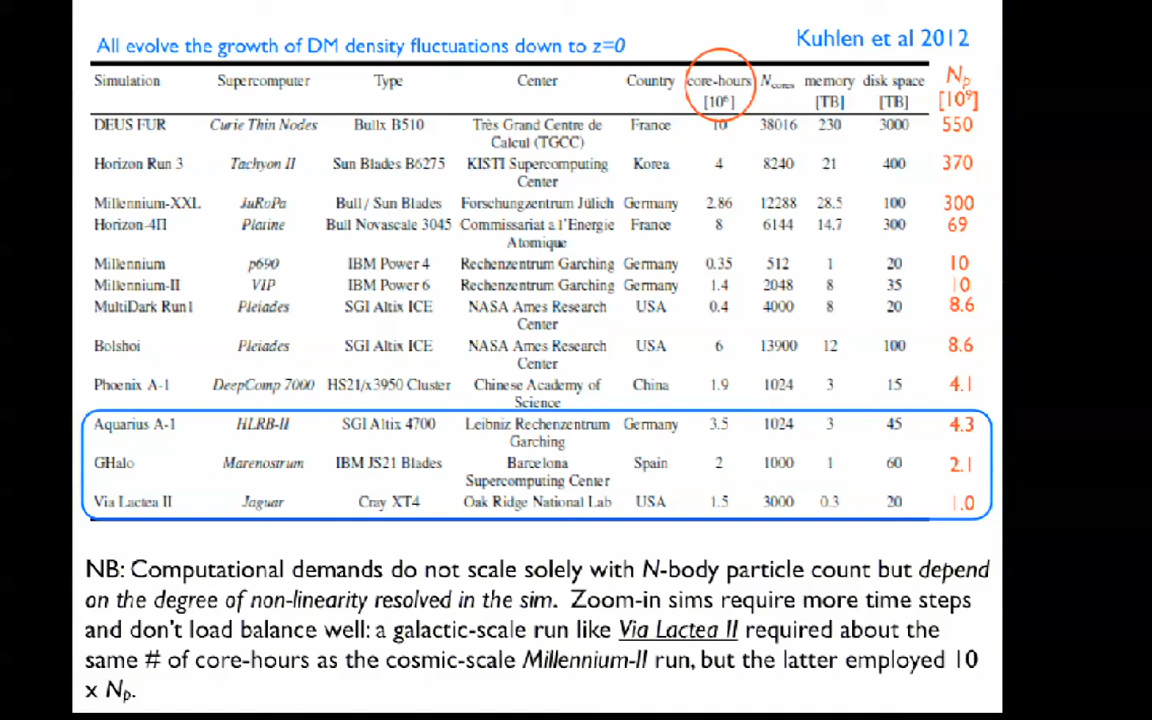 All evolve the growth of DM density fluctuations down to z=0
Kuhlen et al 2012
Simulation Supercomputer Type Center Country core-hours N_cores memory disk space N_p
[10⁶] [TB] [TB] [10⁹]
DEUS FUR Curie Thin Nodes Bullx B510 Très Grand Centre de France 10 38016 230 3000 550
Calcul (TGCC)
Horizon Run 3 Tachyon II Sun Blades B6275 KISTI Supercomputing Korea 4 8240 21 400 370
Center
Millennium-XXL JuRoPa Bull/ Sun Blades Forschungzentrum Jülich Germany 2.86 12288 28.5 100 300
Horizon-4Π Platine Bull Novascale 3045 Commissariat a l'Energie France 8 6144 14.7 300 69
Atomique
Millennium p690 IBM Power 4 Rechenzentrum Garching Germany 0.35 512 1 20 10
Millennium-II VIP IBM Power 6 Rechenzentrum Garching Germany 1.4 2048 8 35 10
MultiDark Run1 Pleiades SGI Altix ICE NASA Ames Research USA 0.4 4000 8 20 8.6
Center
Bolshoi Pleiades SGI Altix ICE NASA Ames Research USA 6 13900 12 100 8.6
Center
Phoenix A-1 DeepComp 7000 HS21/x3950 Cluster Chinese Academy of China 1.9 1024 3 15 4.1
Science
Aquarius A-1 HLRB-II SGI Altix 4700 Leibniz Rechenzentrum Germany 3.5 1024 3 45 4.3
Garching
GHalo Marenostrum IBM JS21 Blades Barcelona Spain 2 1000 1 60 2.1
Supercomputing Center
Via Lactea II Jaguar Cray XT4 Oak Ridge National Lab USA 1.5 3000 0.3 20 1.0
NB: Computational demands do not scale solely with N-body particle count but depend
on the degree of non-linearity resolved in the sim. Zoom-in sims require more time steps
and don't load balance well: a galactic-scale run like Via Lactea II required about the
same # of core-hours as the cosmic-scale Millennium-II run, but the latter employed 10
x N_p.